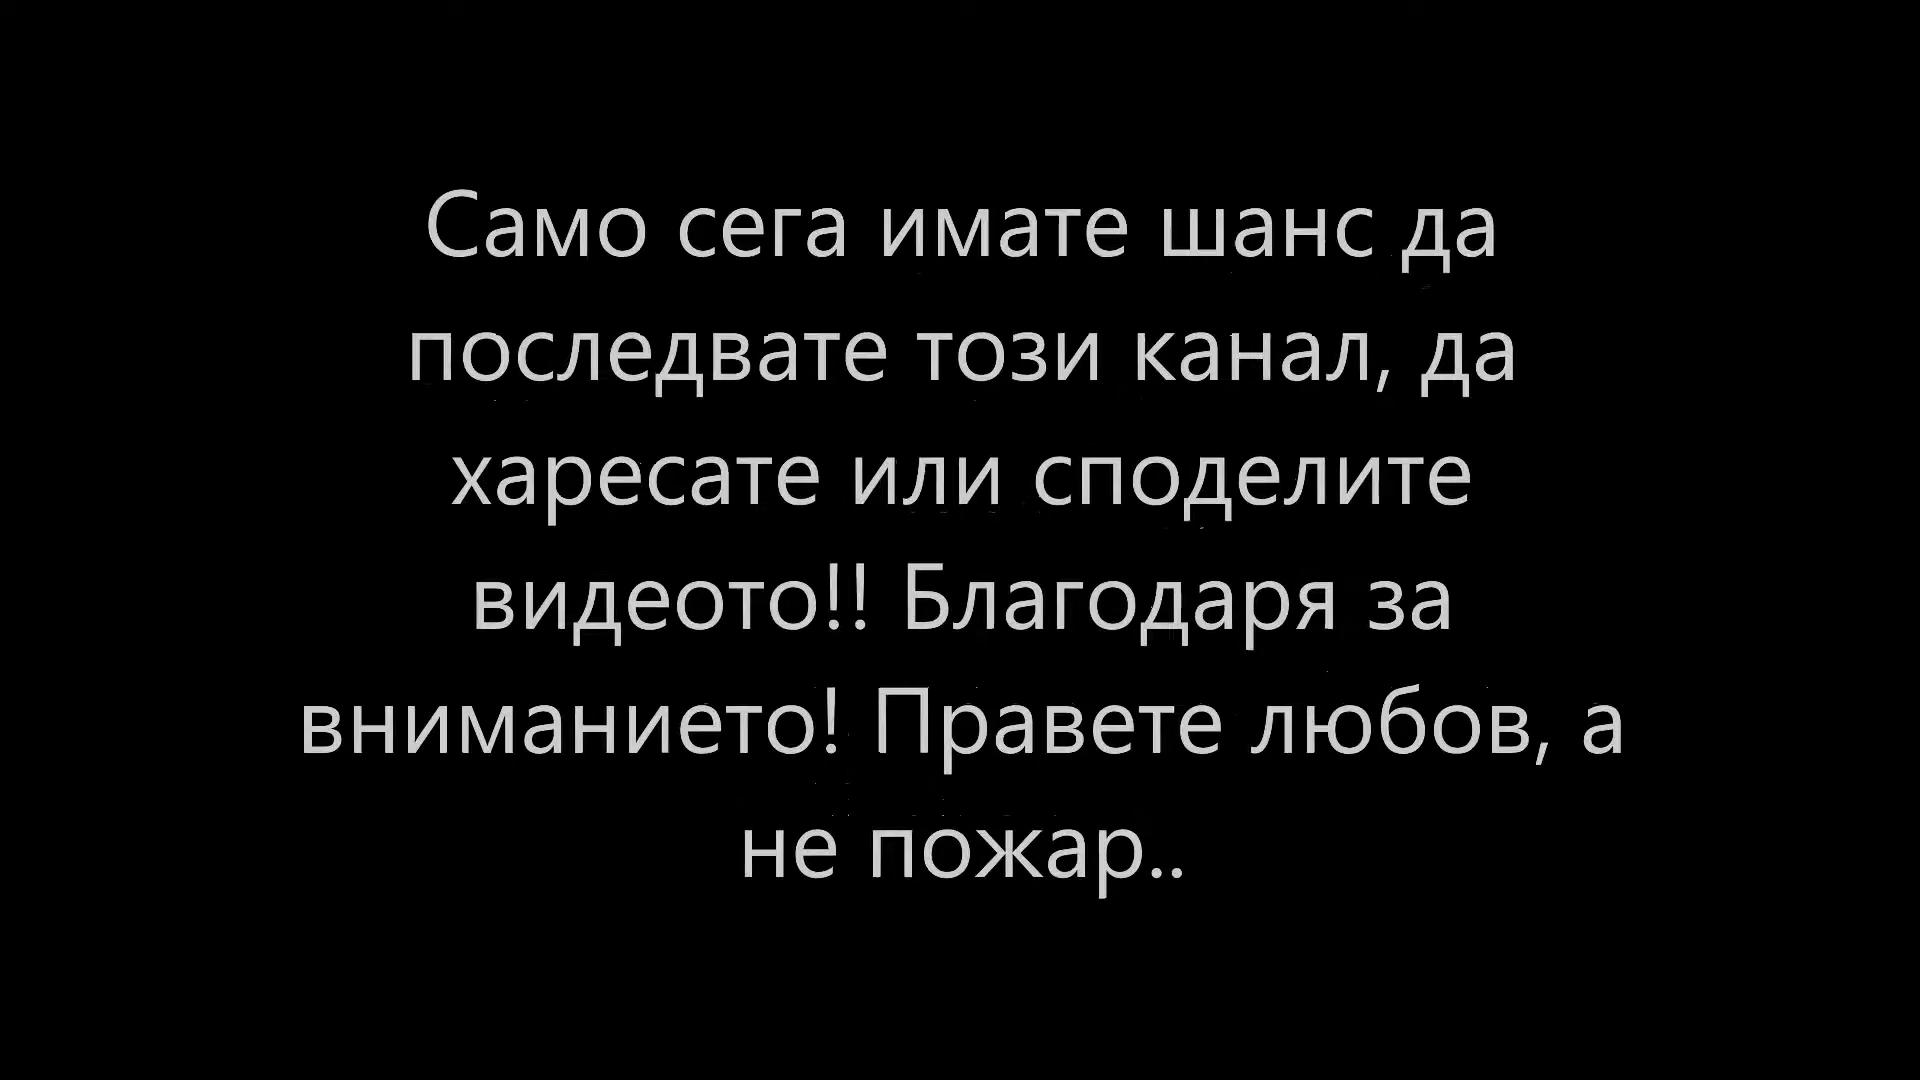 Само сега имате шанс да
последвате този канал, да
харесате или споделите
видеото!! Благодаря за
вниманието! Правете любов, а
не пожар..